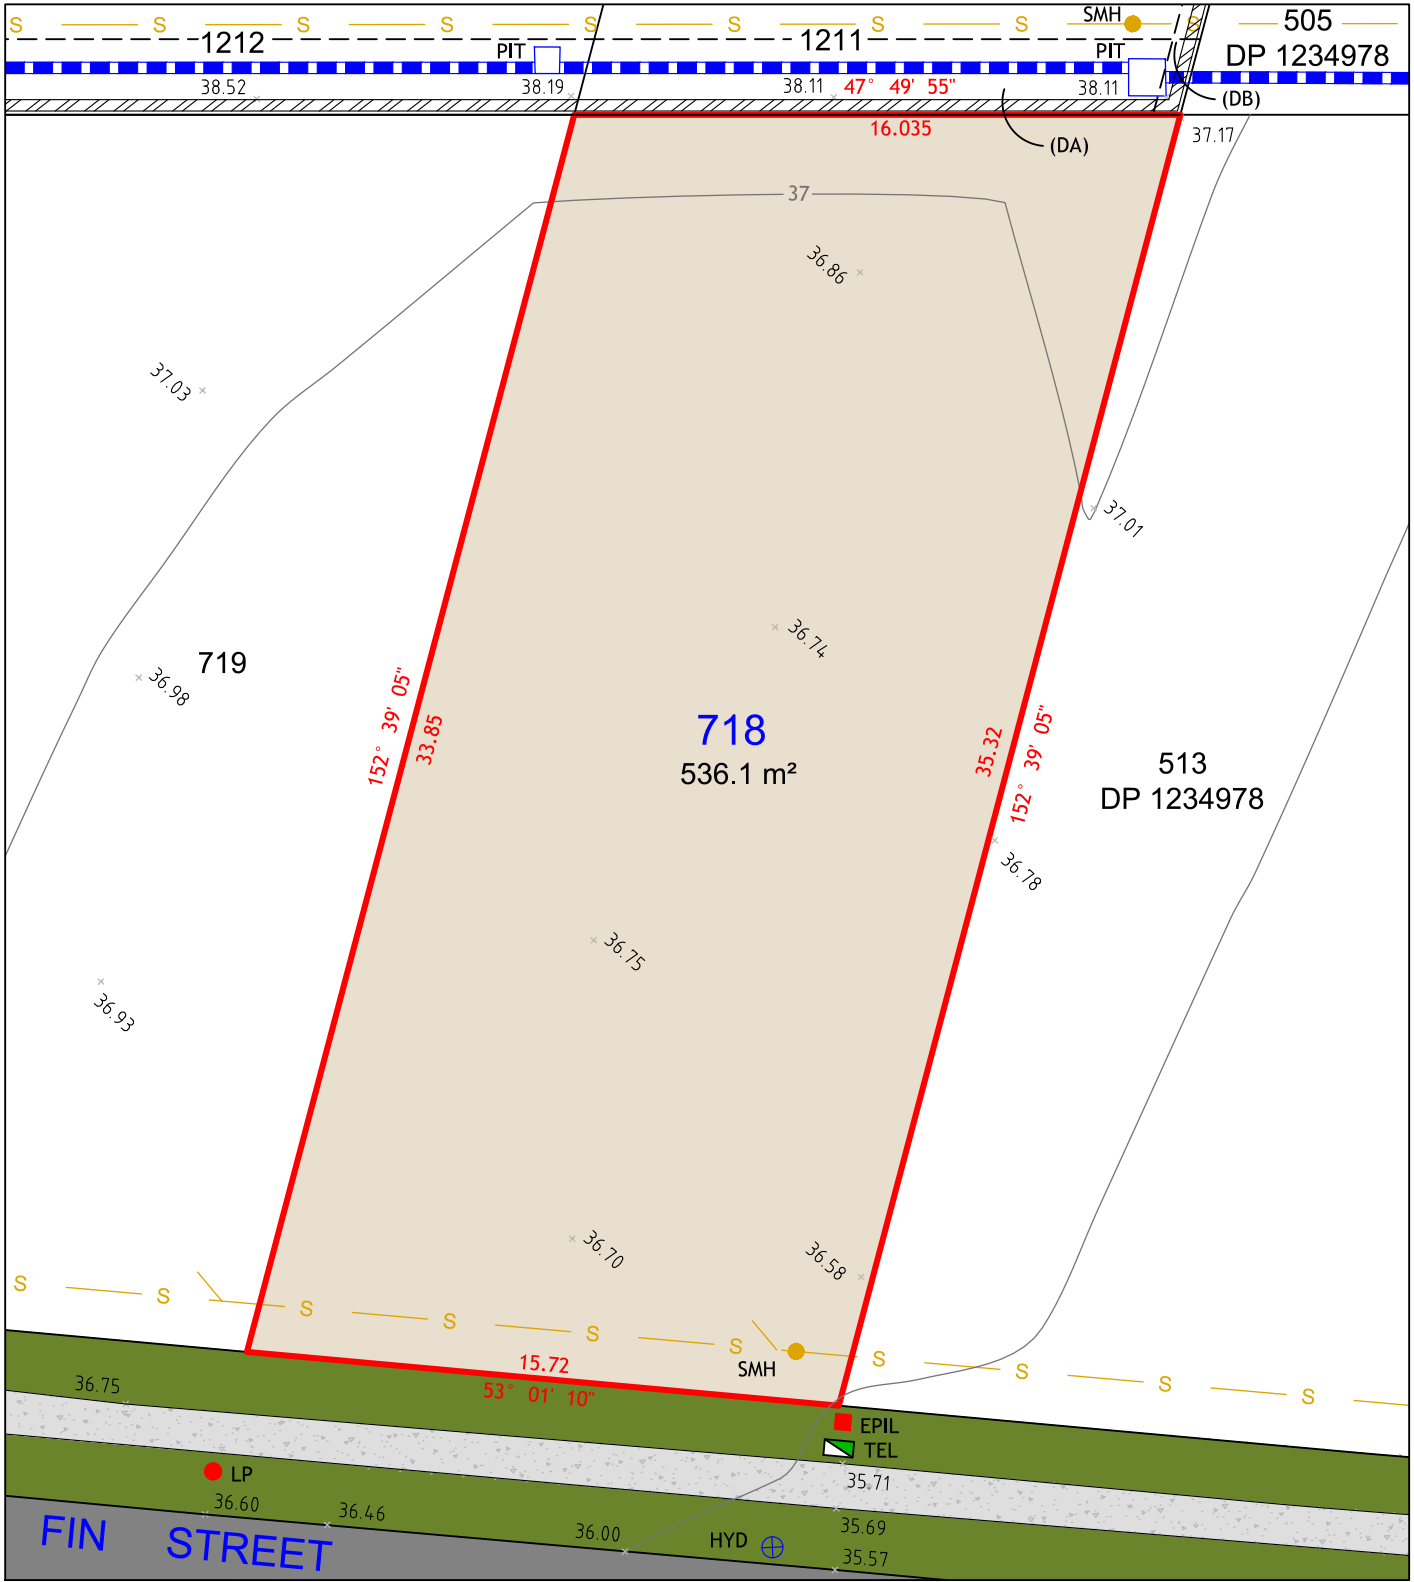 S S S S S S S S S
SMH
505
DP 1234978
1212
PIT
1211
PIT
38.52
38.19
38.11
47° 49' 55"
38.11
(DB)
16.035
(DA)
37.17
37
36.86
37.03
37.01
36.74
719
36.98
152° 39' 05"
33.85
718
536.1 m²
35.32
152° 39' 05"
513
DP 1234978
36.78
36.75
36.93
36.70
36.58
S S S S S S S S S S
SMH
15.72
53° 01' 10"
36.75
EPIL
TEL
LP
35.71
36.60
36.46
36.00
HYD
35.69
35.57
FIN STREET